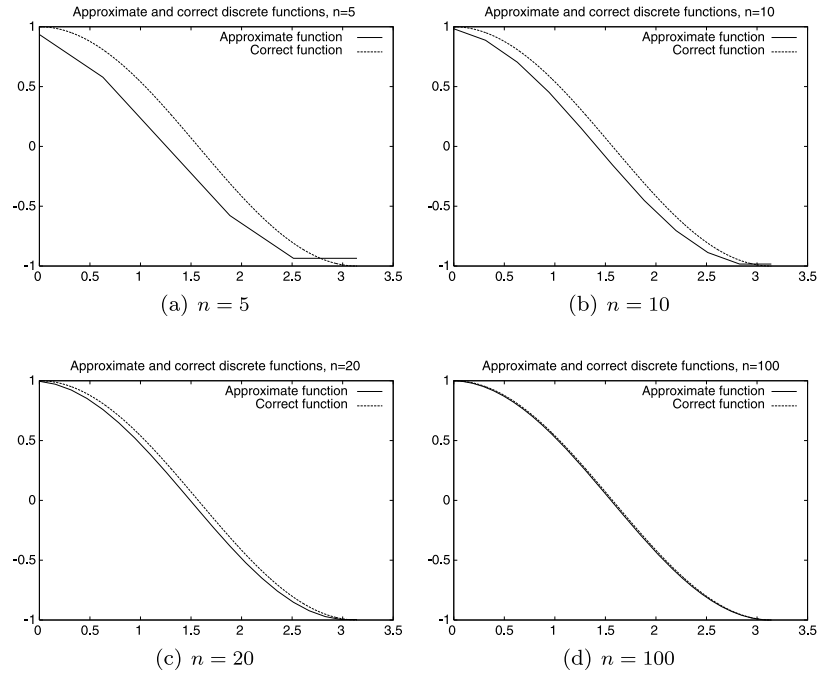 Approximate and correct discrete functions, n=5
Approximate function
Correct function
1
0.5
0
-0.5
-1
0 0.5 1 1.5 2 2.5 3 3.5
(a) n = 5
Approximate and correct discrete functions, n=10
Approximate function
Correct function
1
0.5
0
-0.5
-1
0 0.5 1 1.5 2 2.5 3 3.5
(b) n = 10
Approximate and correct discrete functions, n=20
Approximate function
Correct function
1
0.5
0
-0.5
-1
0 0.5 1 1.5 2 2.5 3 3.5
(c) n = 20
Approximate and correct discrete functions, n=100
Approximate function
Correct function
1
0.5
0
-0.5
-1
0 0.5 1 1.5 2 2.5 3 3.5
(d) n = 100